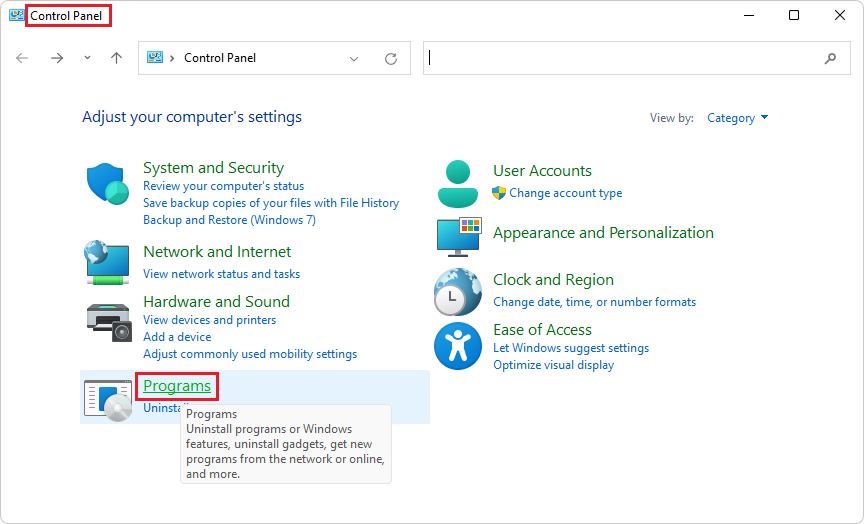 Control Panel
Control Panel
Adjust your computer's settings
View by: Category
System and Security
Review your computer's status
Save backup copies of your files with File History
Backup and Restore (Windows 7)
Network and Internet
View network status and tasks
Hardware and Sound
View devices and printers
Add a device
Adjust commonly used mobility settings
Programs
Programs
Uninstall programs or Windows
features, uninstall gadgets, get new
programs from the network or online,
and more.
User Accounts
Change account type
Appearance and Personalization
Clock and Region
Change date, time, or number formats
Ease of Access
Let Windows suggest settings
Optimize visual display